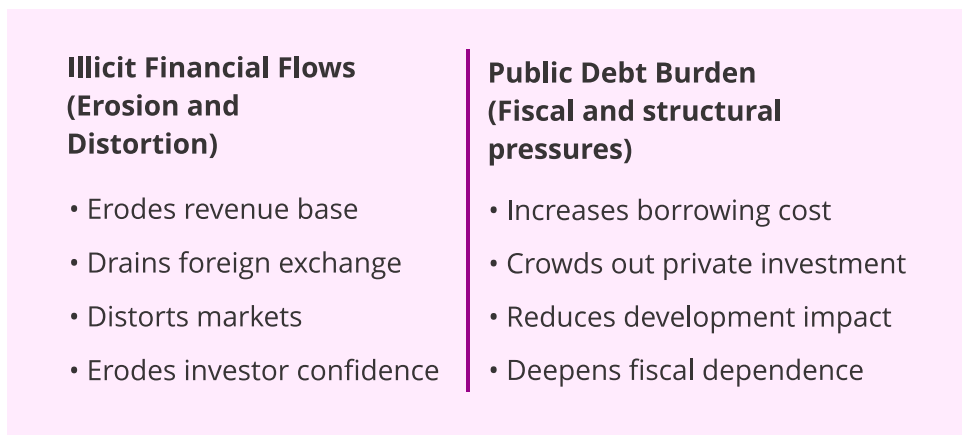 Illicit Financial Flows
(Erosion and
Distortion)
• Erodes revenue base
• Drains foreign exchange
• Distorts markets
• Erodes investor confidence
Public Debt Burden
(Fiscal and structural
pressures)
• Increases borrowing cost
• Crowds out private investment
• Reduces development impact
• Deepens fiscal dependence